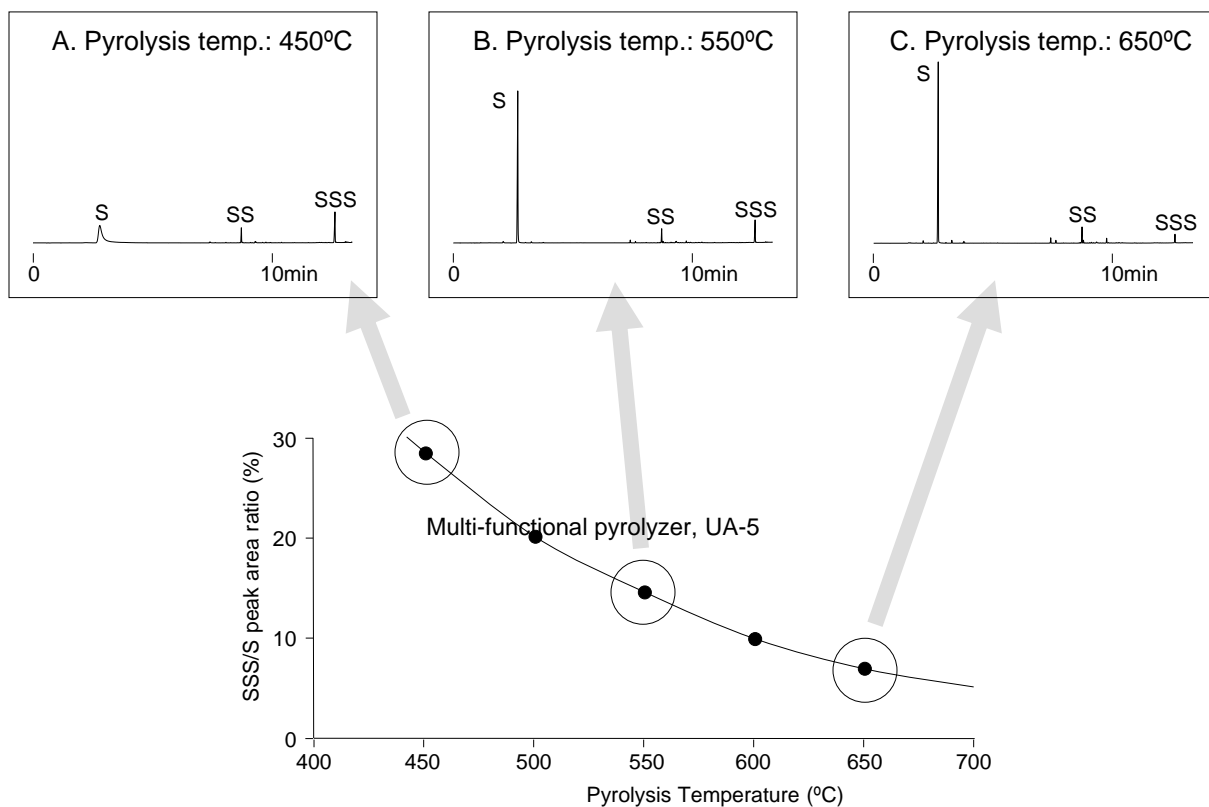 A. Pyrolysis temp.: 450ºC
S
SS
SSS
0
10min
B. Pyrolysis temp.: 550ºC
S
SS
SSS
0
10min
C. Pyrolysis temp.: 650ºC
S
SS
SSS
0
10min
SSS/S peak area ratio (%)
30
20
10
0
Multi-functional pyrolyzer, UA-5
400
450
500
550
600
650
700
Pyrolysis Temperature (ºC)